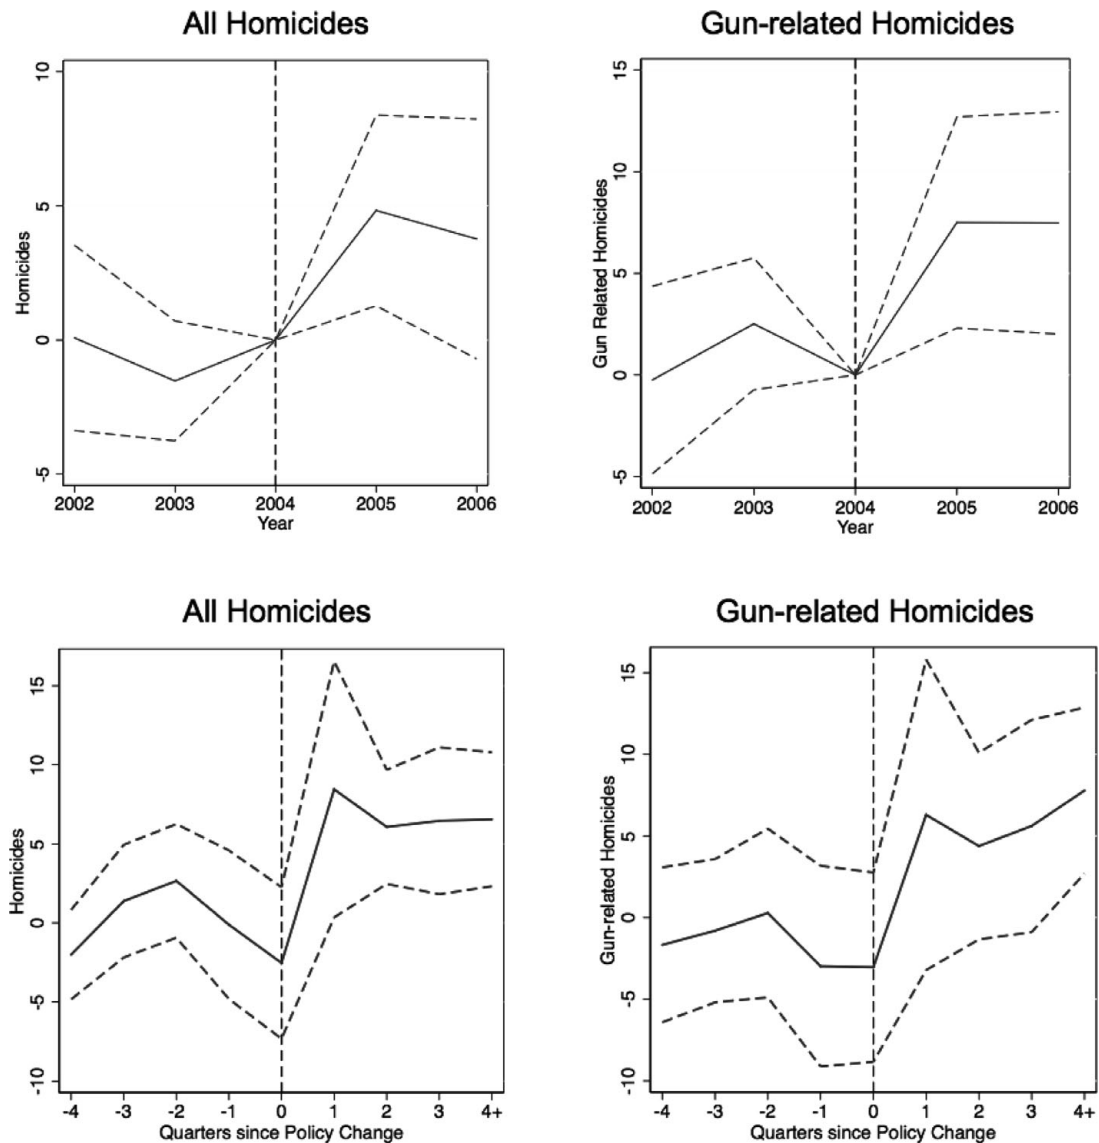 All Homicides
Homicides
10
5
0
-5
2002 2003 2004 2005 2006
Year
Gun-related Homicides
Gun Related Homicides
15
10
5
0
-5
2002 2003 2004 2005 2006
Year
All Homicides
Homicides
15
10
5
0
-5
-10
-4 -3 -2 -1 0 1 2 3 4+
Quarters since Policy Change
Gun-related Homicides
Gun-related Homicides
15
10
5
0
-5
-10
-4 -3 -2 -1 0 1 2 3 4+
Quarters since Policy Change